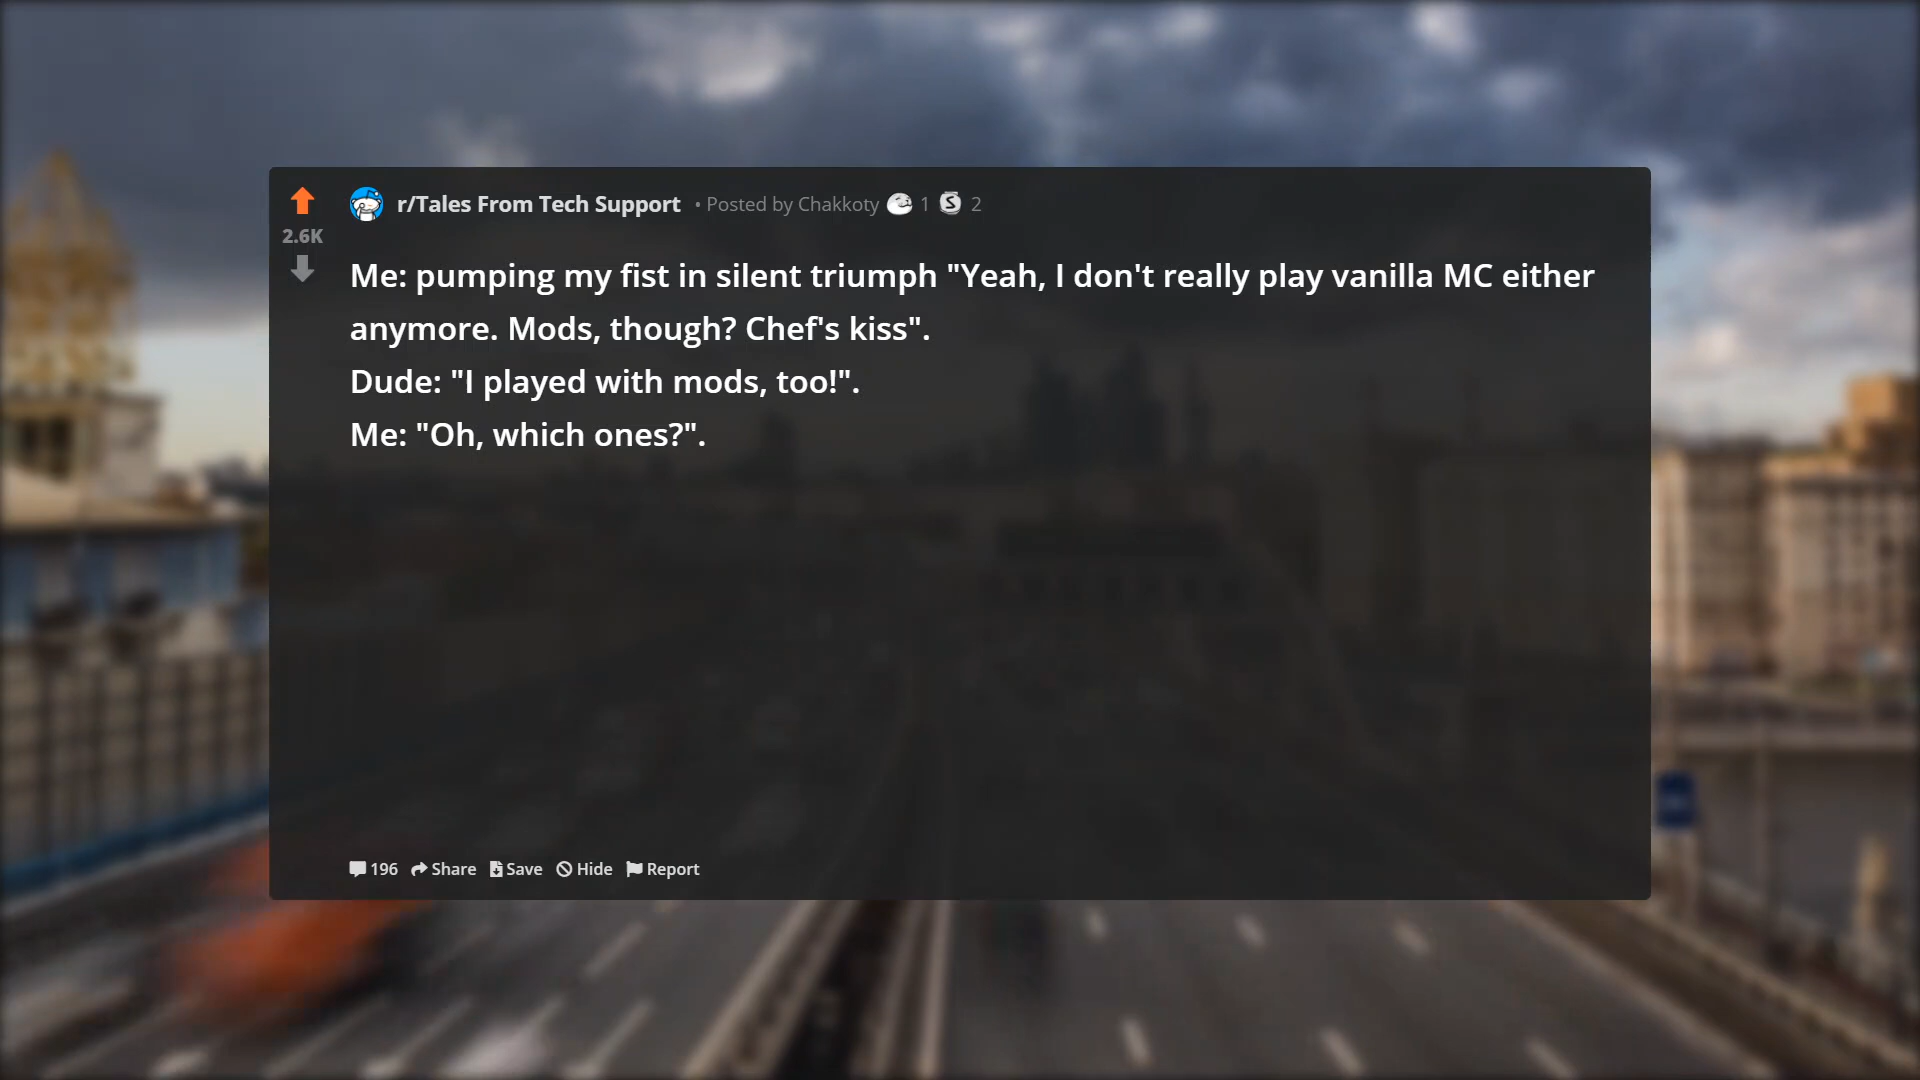 r/Tales From Tech Support • Posted by Chakkoty 1 S 2
2.6K
Me: pumping my fist in silent triumph "Yeah, I don't really play vanilla MC either
anymore. Mods, though? Chef's kiss".
Dude: "I played with mods, too!".
Me: "Oh, which ones?".
196 Share Save Hide Report